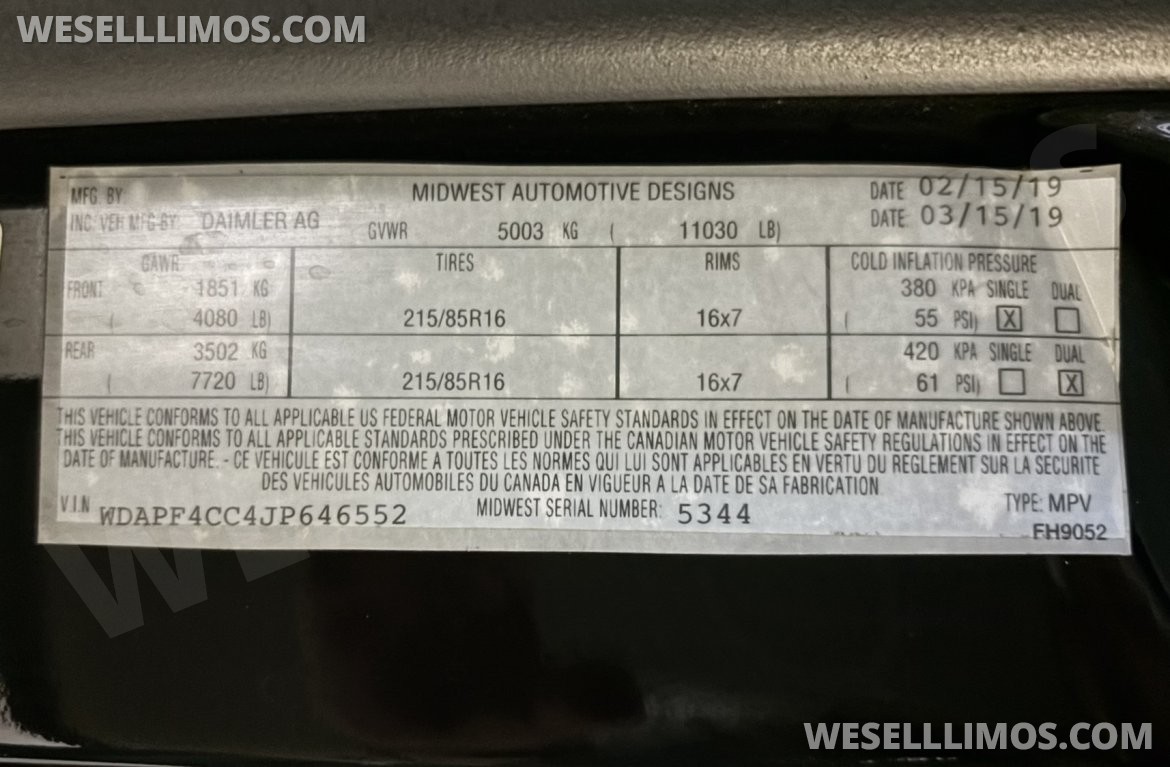 WESELLLIMOS.COM
MFG. BY: MIDWEST AUTOMOTIVE DESIGNS DATE 02/15/19
INC. VEH MFG BY: DAIMLER AG DATE: 03/15/19
GVWR 5003 KG ( 11030 LB)
GAWR TIRES RIMS COLD INFLATION PRESSURE
FRONT 1851 KG 380 KPA SINGLE DUAL
( 4080 LB) 215/85R16 16x7 ( 55 PSI) X
REAR 3502 KG 420 KPA SINGLE DUAL
( 7720 LB) 215/85R16 16x7 ( 61 PSI) X
THIS VEHICLE CONFORMS TO ALL APPLICABLE US FEDERAL MOTOR VEHICLE SAFETY STANDARDS IN EFFECT ON THE DATE OF MANUFACTURE SHOWN ABOVE.
THIS VEHICLE CONFORMS TO ALL APPLICABLE STANDARDS PRESCRIBED UNDER THE CANADIAN MOTOR VEHICLE SAFETY REGULATIONS IN EFFECT ON THE
DATE OF MANUFACTURE. - CE VEHICULE EST CONFORME A TOUTES LES NORMES QUI LUI SONT APPLICABLES EN VERTU DU REGLEMENT SUR LA SECURITE
DES VEHICULES AUTOMOBILES DU CANADA EN VIGUEUR A LA DATE DE SA FABRICATION
V.I.N WDAPF4CC4JP646552 MIDWEST SERIAL NUMBER: 5344 TYPE: MPV
FH9052
WESELLLIMOS.COM